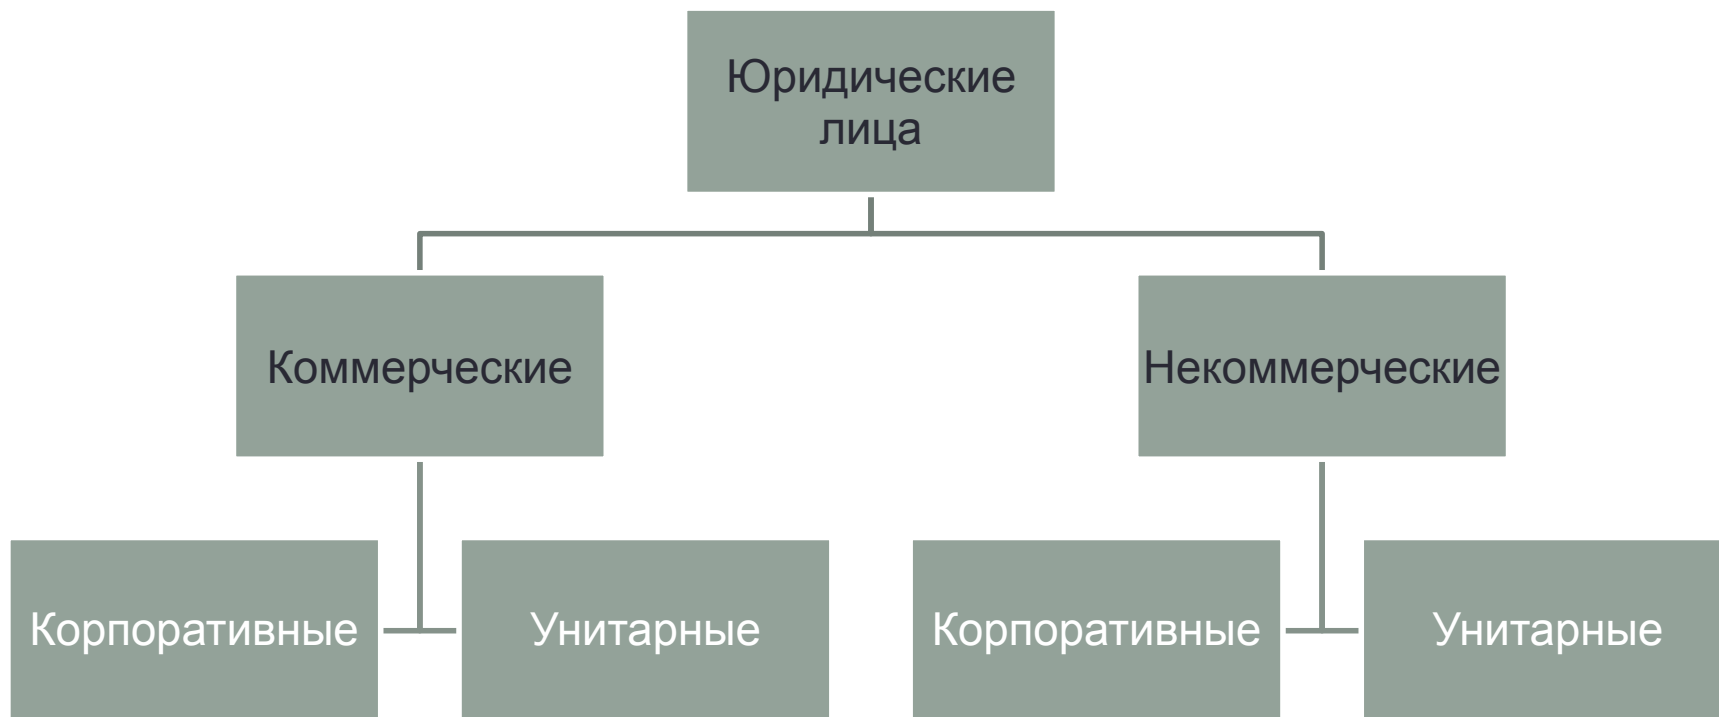 Юридические
лица
Коммерческие
Некоммерческие
Корпоративные
Унитарные
Корпоративные
Унитарные